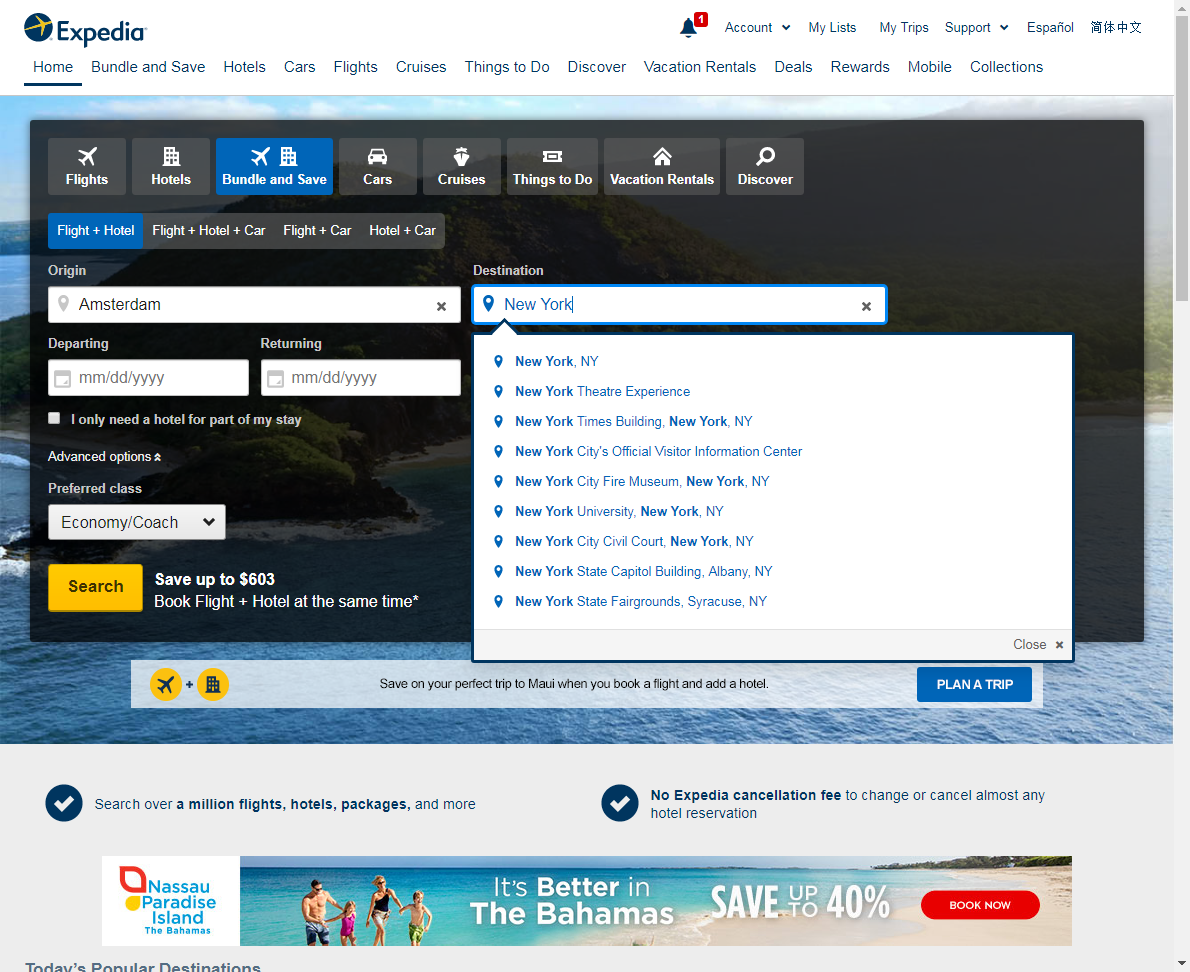 Expedia
1
Account
My Lists
My Trips
Support
Español
简体中文
Home
Bundle and Save
Hotels
Cars
Flights
Cruises
Things to Do
Discover
Vacation Rentals
Deals
Rewards
Mobile
Collections
Flights
Hotels
Bundle and Save
Cars
Cruises
Things to Do
Vacation Rentals
Discover
Flight + Hotel
Flight + Hotel + Car
Flight + Car
Hotel + Car
Origin
Destination
Amsterdam
New York
Departing
Returning
mm/dd/yyyy
mm/dd/yyyy
I only need a hotel for part of my stay
Advanced options
Preferred class
Economy/Coach
Search
Save up to $603
Book Flight + Hotel at the same time*
New York, NY
New York Theatre Experience
New York Times Building, New York, NY
New York City's Official Visitor Information Center
New York City Fire Museum, New York, NY
New York University, New York, NY
New York City Civil Court, New York, NY
New York State Capitol Building, Albany, NY
New York State Fairgrounds, Syracuse, NY
Close
+
Save on your perfect trip to Maui when you book a flight and add a hotel.
PLAN A TRIP
Search over a million flights, hotels, packages, and more
No Expedia cancellation fee to change or cancel almost any
hotel reservation
Nassau
Paradise
Island
The Bahamas
It's Better in
The Bahamas
SAVE UP TO 40%
BOOK NOW
Today's Popular Destinations